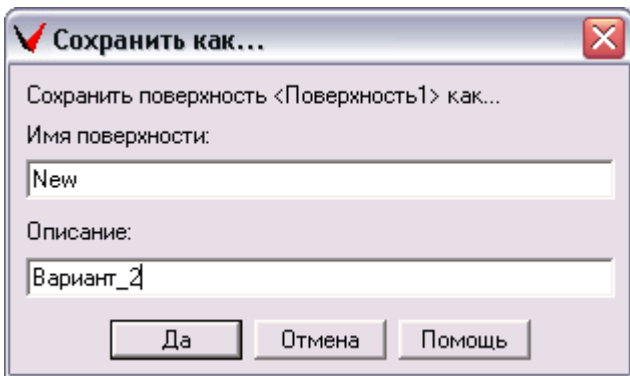 Сохранить как...
Сохранить поверхность <Поверхность1> как...
Имя поверхности:
New
Описание:
Вариант_2
Да Отмена Помощь